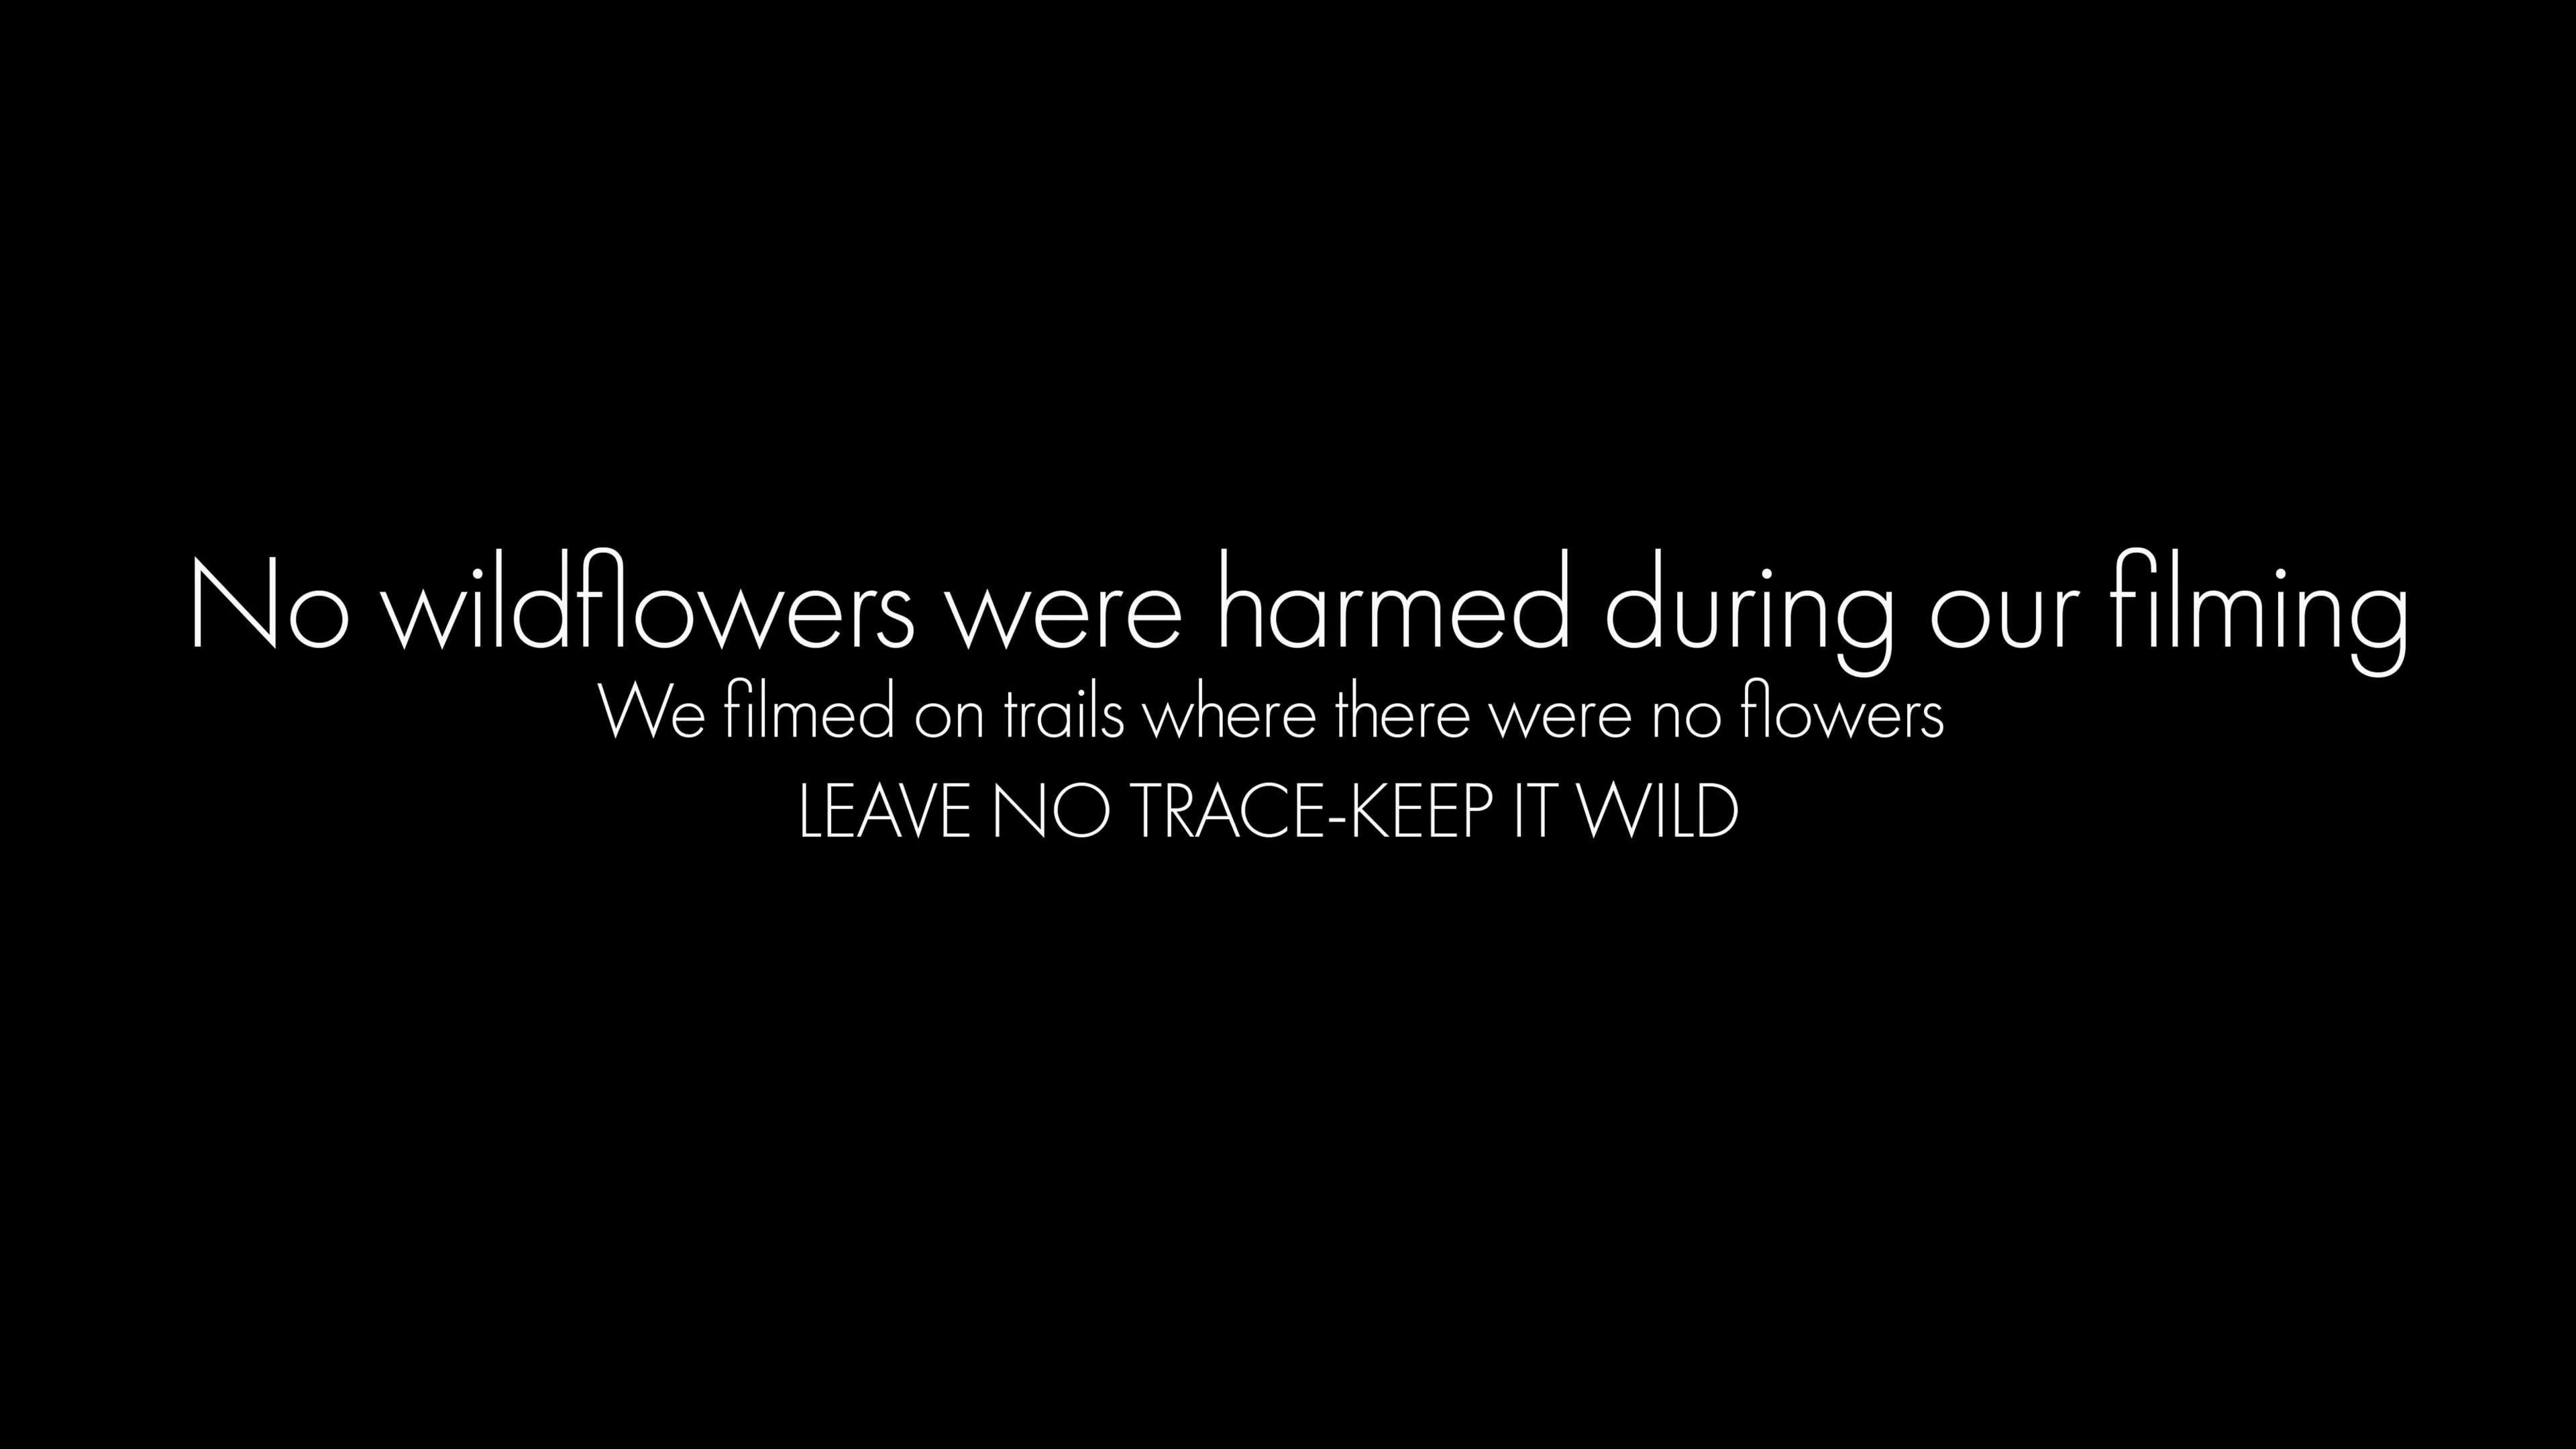 No wildflowers were harmed during our filming
We filmed on trails where there were no flowers
LEAVE NO TRACE-KEEP IT WILD